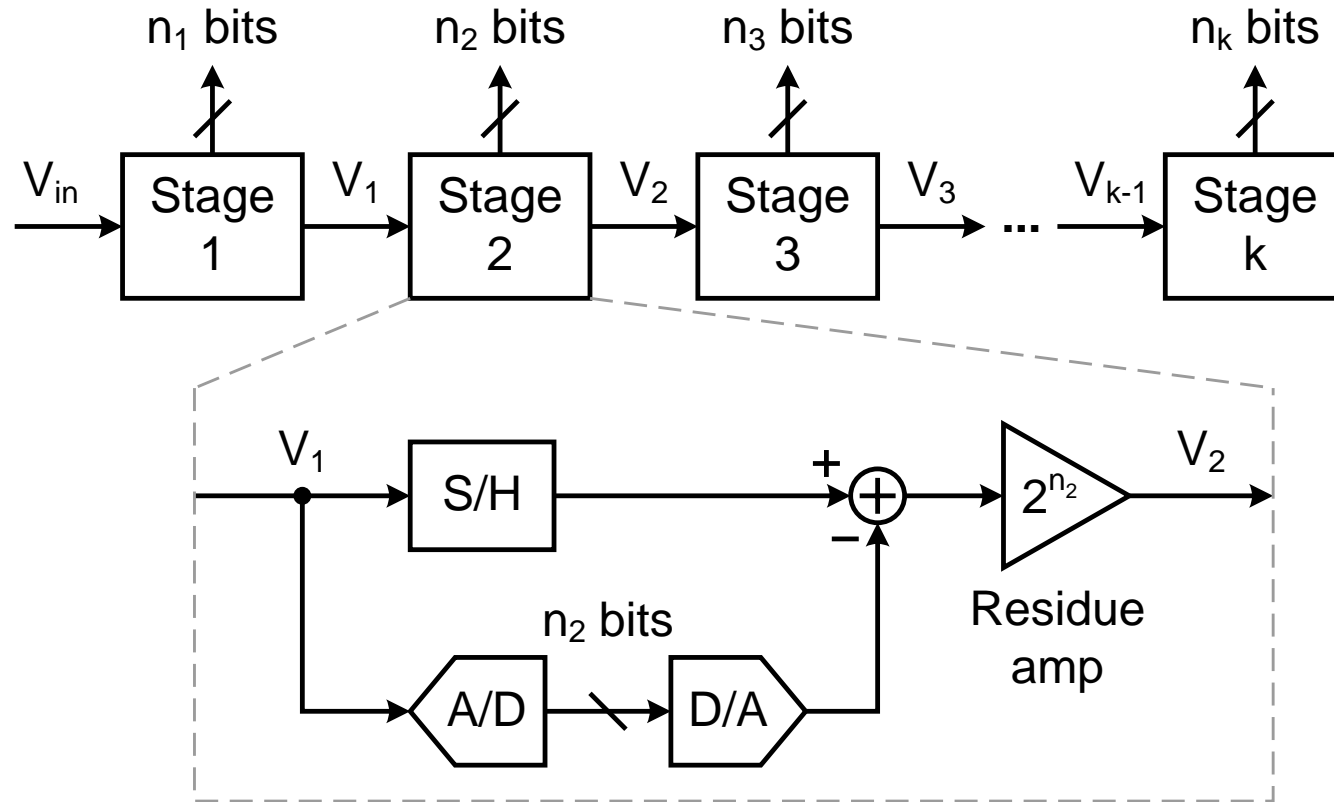 n₁ bits
n₂ bits
n₃ bits
nₖ bits
Vᵢₙ
Stage
1
V₁
Stage
2
V₂
Stage
3
V₃
...
Vₖ₋₁
Stage
k
V₁
S/H
+
+
−
2ⁿ₂
V₂
Residue
amp
n₂ bits
A/D
D/A